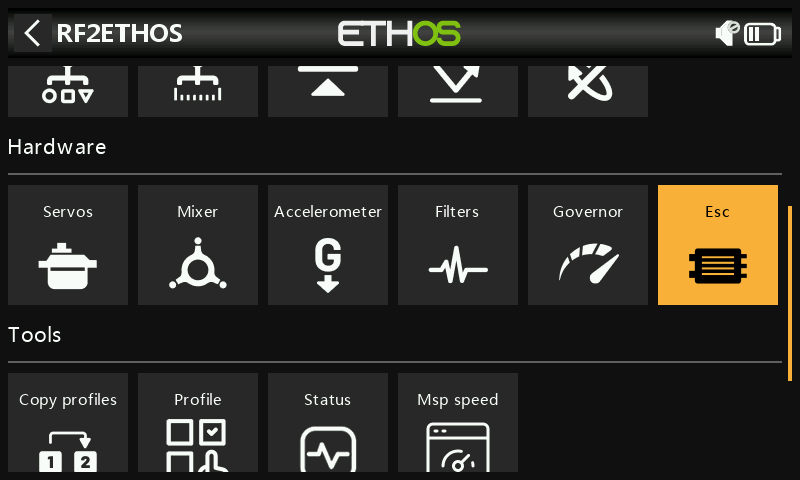 RF2ETHOS
ETHOS
Hardware
Servos
Mixer
Accelerometer
G
Filters
Governor
Esc
Tools
Copy profiles
1 2
Profile
Status
Msp speed